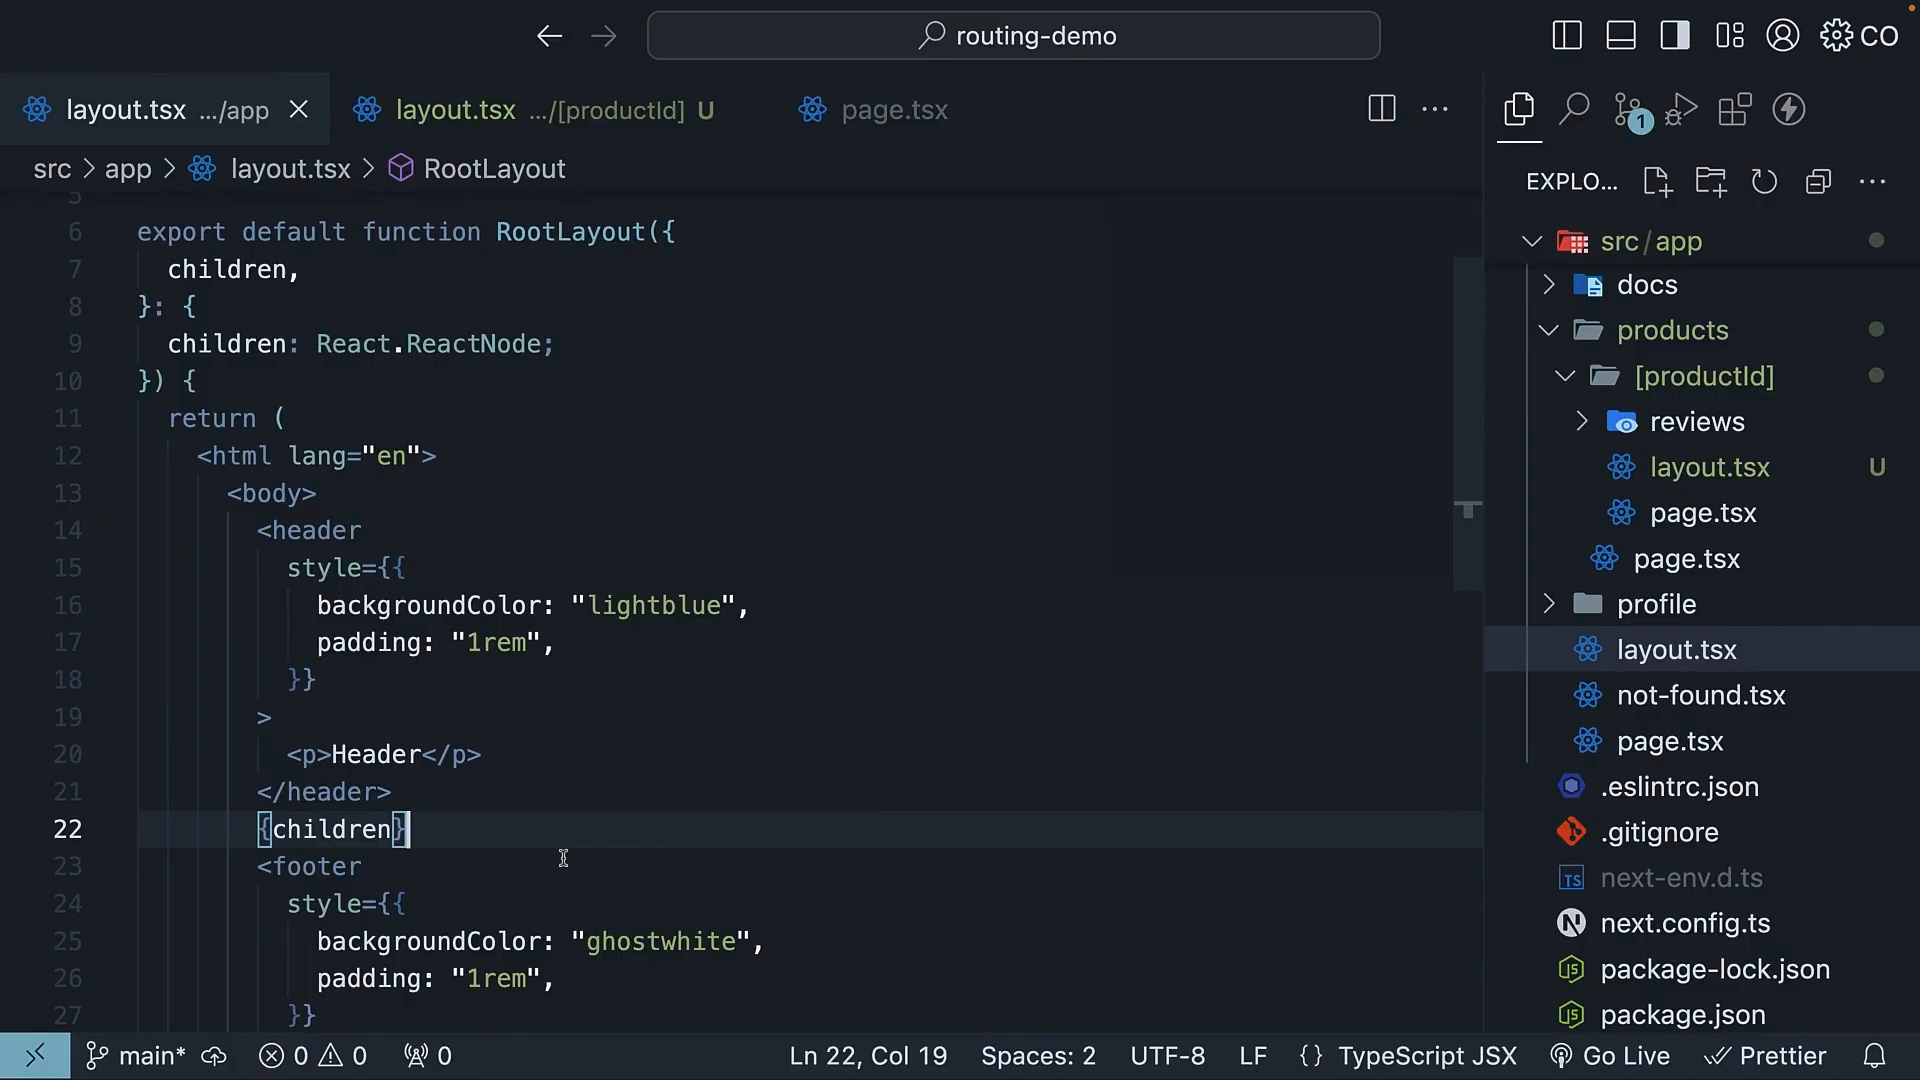 routing-demo
CO
layout.tsx .../app
layout.tsx .../[productId] U
page.tsx
src > app > layout.tsx > RootLayout
5
6 export default function RootLayout({
7 children,
8 }: {
9 children: React.ReactNode;
10 }) {
11 return (
12 <html lang="en">
13 <body>
14 <header
15 style={{
16 backgroundColor: "lightblue",
17 padding: "1rem",
18 }}
19 >
20 <p>Header</p>
21 </header>
22 {children}
23 <footer
24 style={{
25 backgroundColor: "ghostwhite",
26 padding: "1rem",
27 }}
1
EXPLO...
src/app
docs
products
[productId]
reviews
layout.tsx U
page.tsx
page.tsx
profile
layout.tsx
not-found.tsx
page.tsx
.eslintrc.json
.gitignore
TS next-env.d.ts
N next.config.ts
JS package-lock.json
JS package.json
main* 0 0 0 Ln 22, Col 19 Spaces: 2 UTF-8 LF {} TypeScript JSX Go Live Prettier